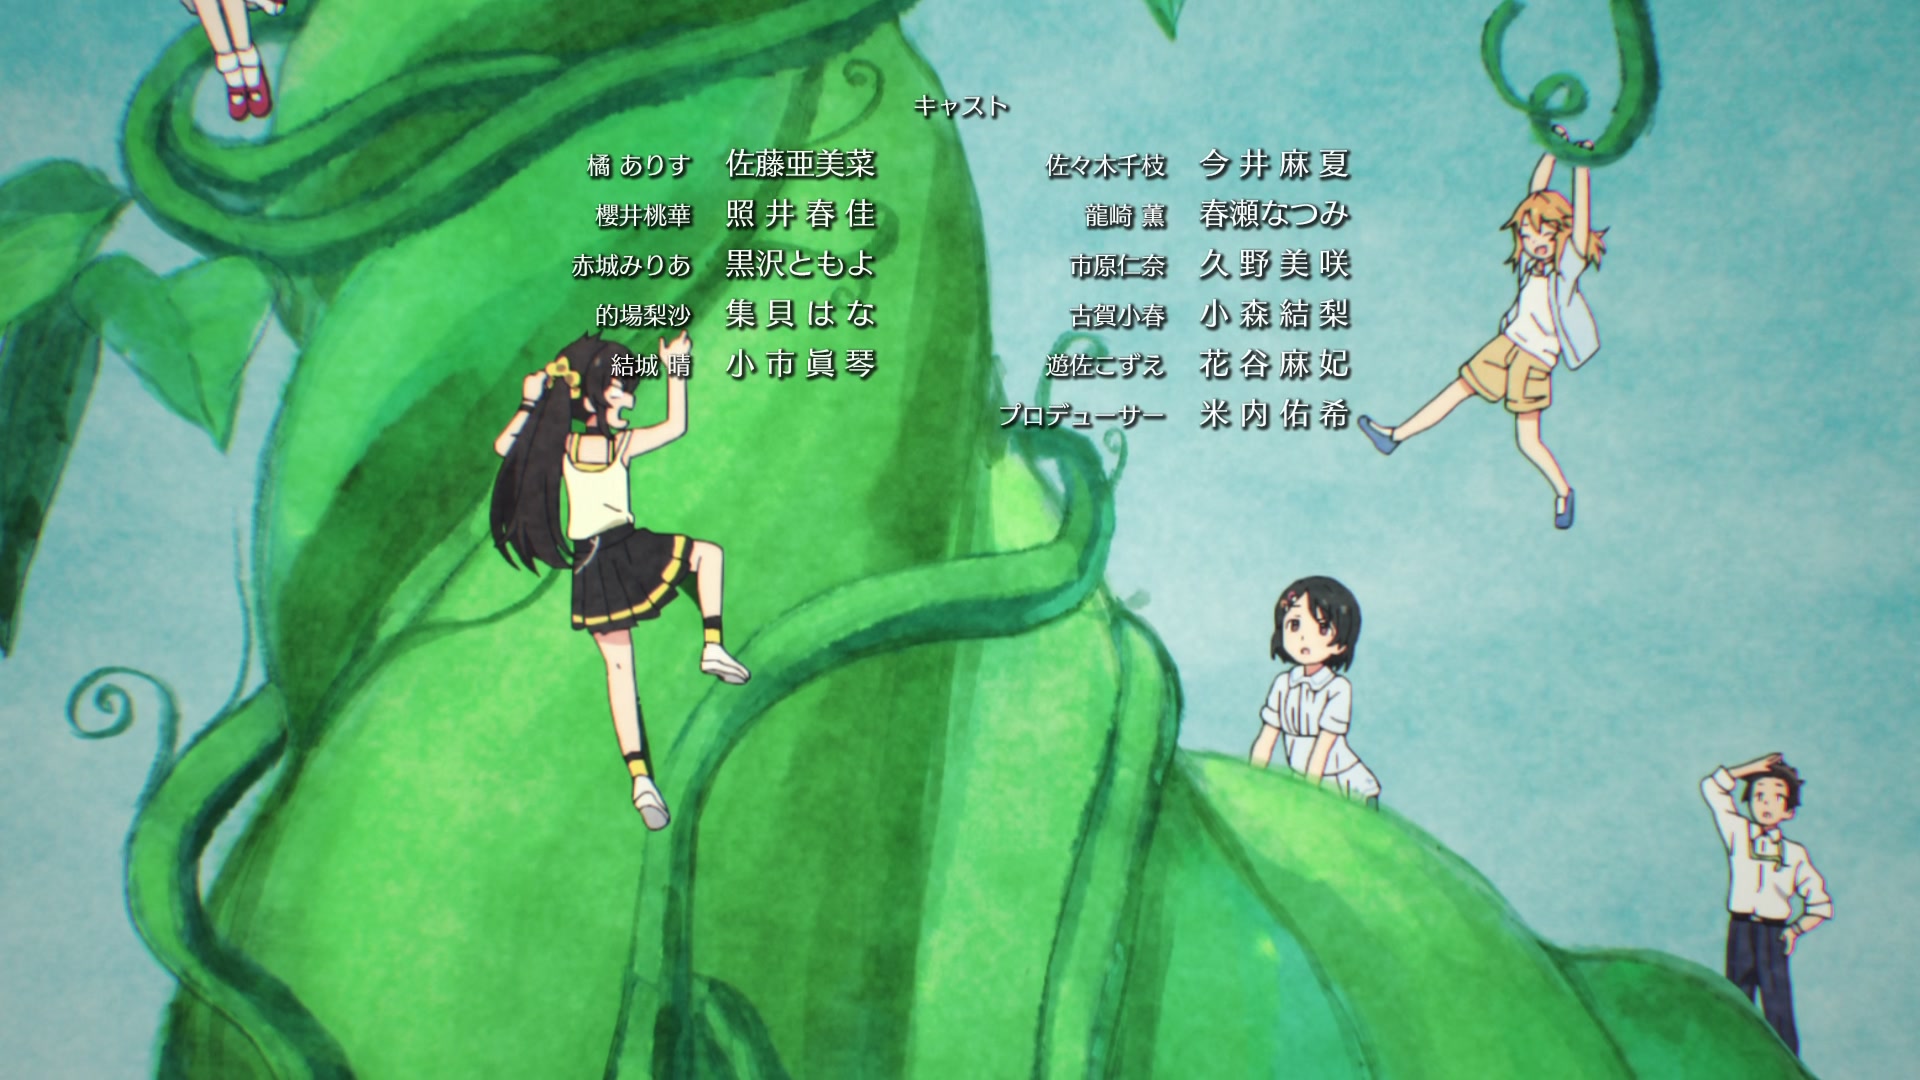 キャスト
橘 ありす 佐藤亜美菜
櫻井桃華 照井春佳
赤城みりあ 黒沢ともよ
的場梨沙 集貝はな
結城 晴 小市眞琴
佐々木千枝 今井麻夏
龍崎 薫 春瀬なつみ
市原仁奈 久野美咲
古賀小春 小森結梨
遊佐こずえ 花谷麻妃
プロデューサー 米内佑希